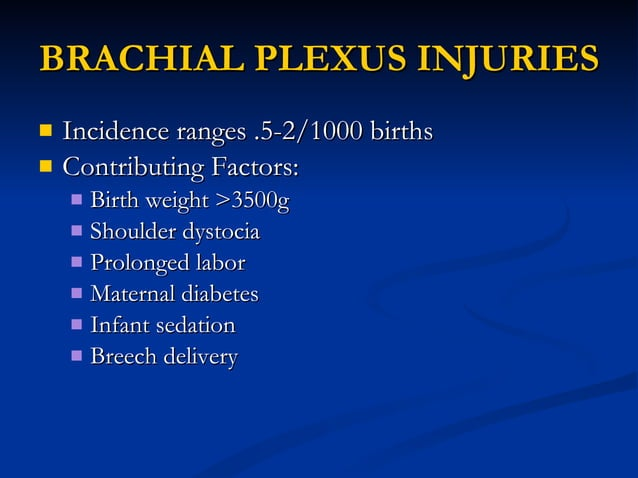 BRACHIAL PLEXUS INJURIES
Incidence ranges .5-2/1000 births
Contributing Factors:
Birth weight >3500g
Shoulder dystocia
Prolonged labor
Maternal diabetes
Infant sedation
Breech delivery